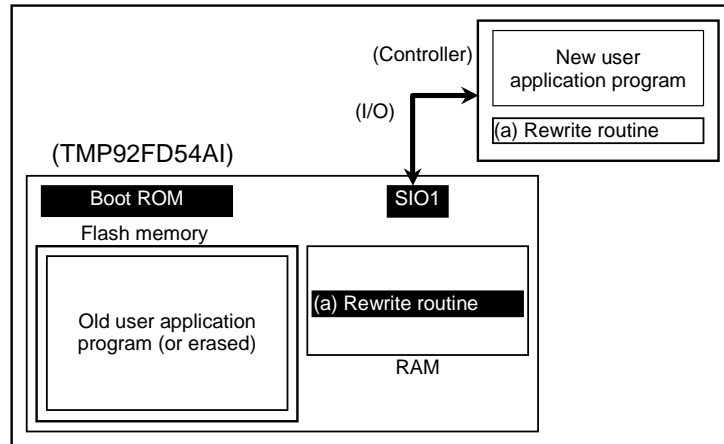 (Controller)
New user
application program
(a) Rewrite routine
(I/O)
(TMP92FD54AI)
Boot ROM
SIO1
Flash memory
Old user application
program (or erased)
(a) Rewrite routine
RAM